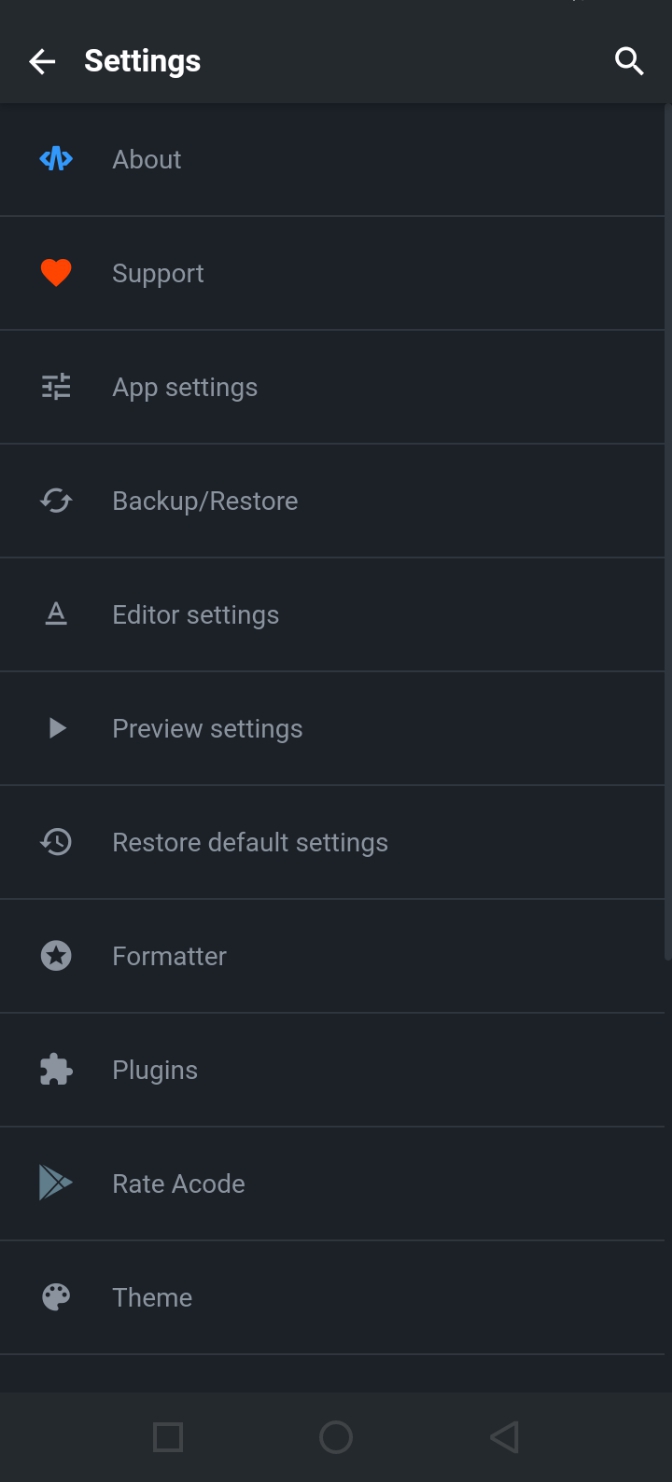 Settings
About
Support
App settings
Backup/Restore
Editor settings
Preview settings
Restore default settings
Formatter
Plugins
Rate Acode
Theme